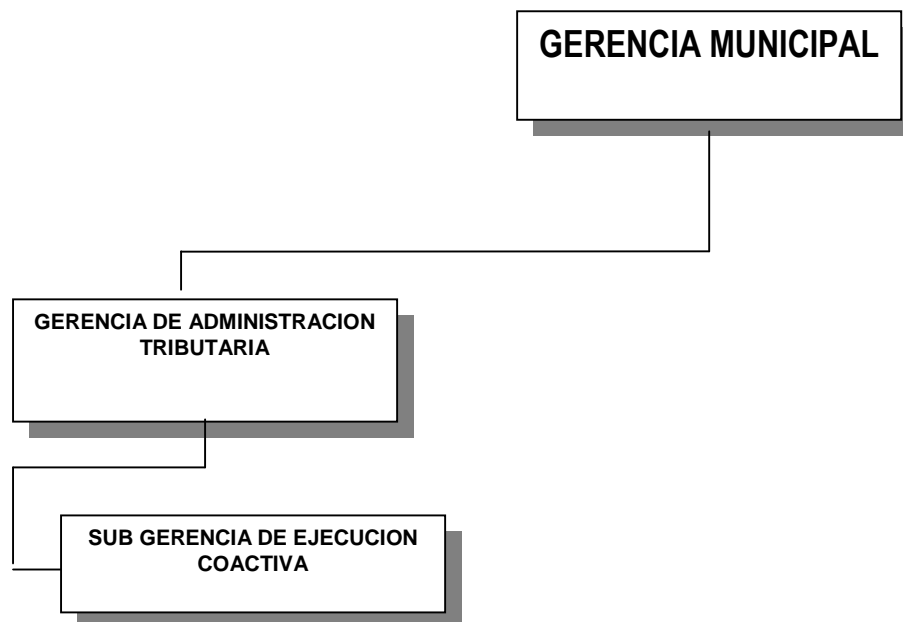 GERENCIA MUNICIPAL
GERENCIA DE ADMINISTRACION
TRIBUTARIA
SUB GERENCIA DE EJECUCION
COACTIVA